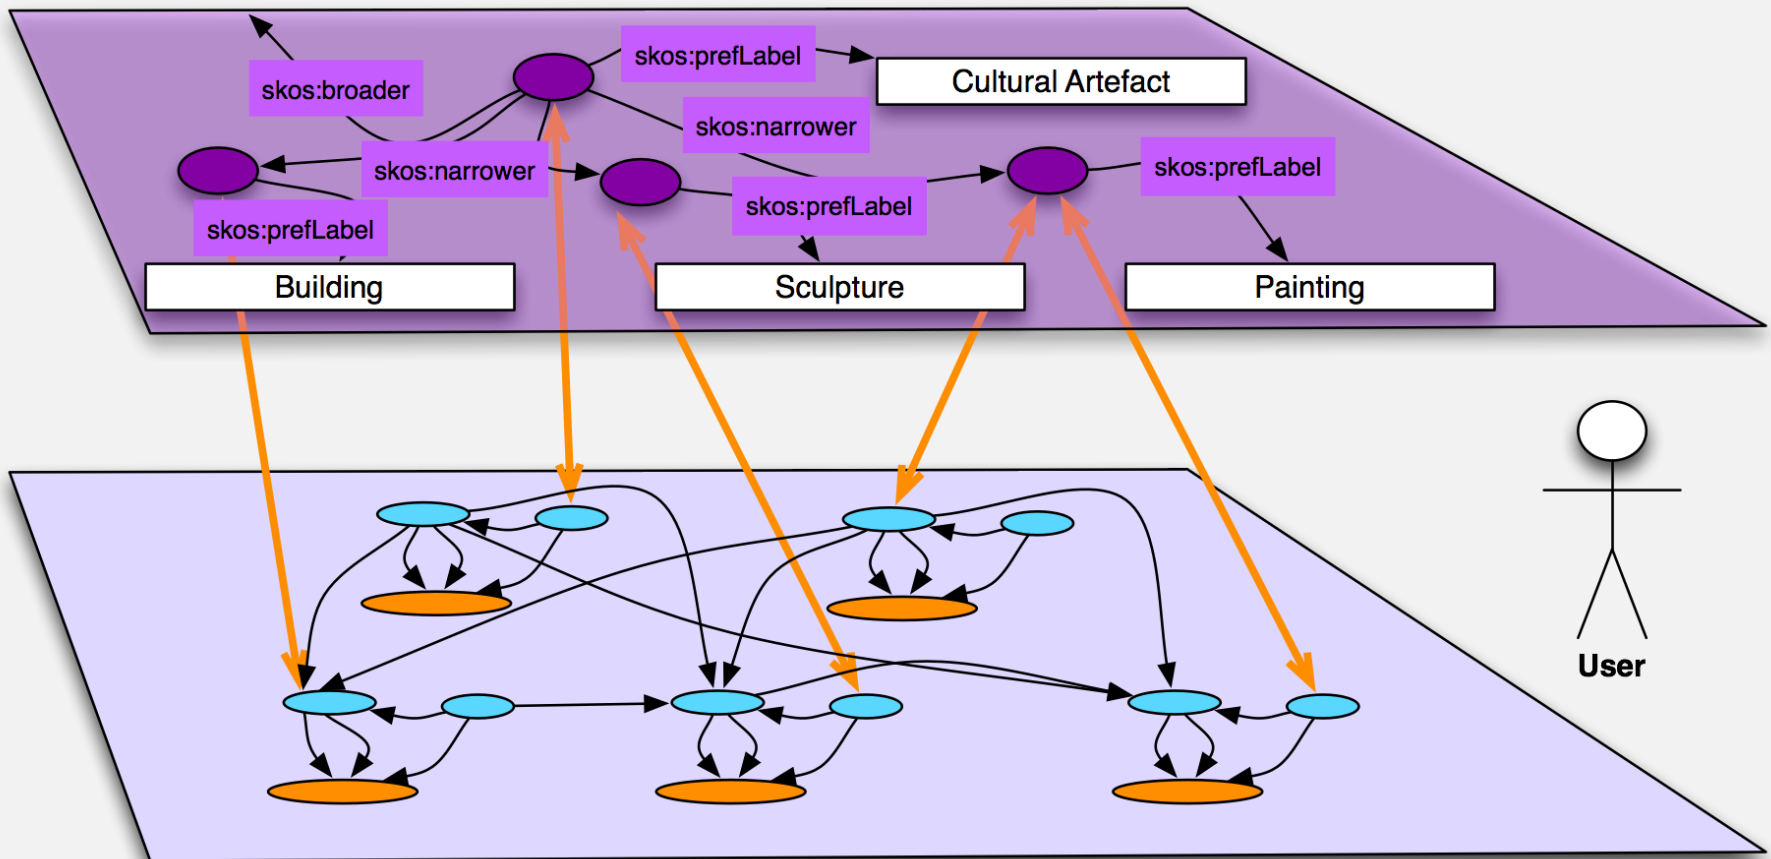 skos:prefLabel
Cultural Artefact
skos:broader
skos:narrower
skos:narrower
skos:prefLabel
skos:prefLabel
skos:prefLabel
Building
Sculpture
Painting
User